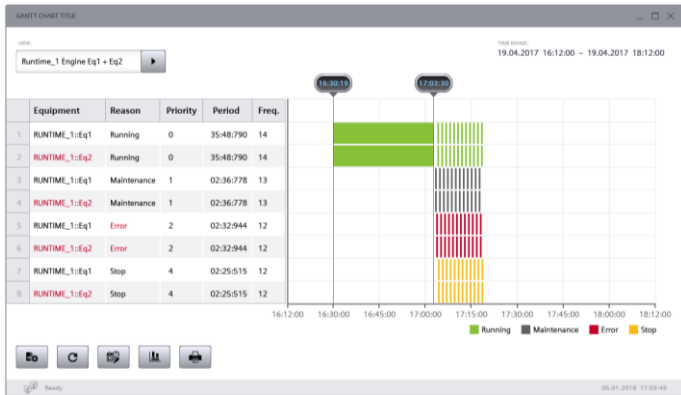 GANTT CHART TITLE
VIEW:
Runtime_1 Engine Eq1 + Eq2
TIME RANGE:
19.04.2017 16:12:00 – 19.04.2017 18:12:00
16:30:19 17:03:30
Equipment Reason Priority Period Freq.
1 RUNTIME_1::Eq1 Running 0 35:48:790 14
2 RUNTIME_1::Eq2 Running 0 35:48:790 14
3 RUNTIME_1::Eq1 Maintenance 1 02:36:778 13
4 RUNTIME_1::Eq2 Maintenance 1 02:36:778 13
5 RUNTIME_1::Eq1 Error 2 02:32:944 12
6 RUNTIME_1::Eq2 Error 2 02:32:944 12
7 RUNTIME_1::Eq1 Stop 4 02:25:515 12
8 RUNTIME_1::Eq2 Stop 4 02:25:515 12
16:12:00 16:30:00 16:45:00 17:00:00 17:15:00 17:30:00 17:45:00 18:00:00 18:12:00
Running Maintenance Error Stop
Ready
05.01.2018 17:03:45